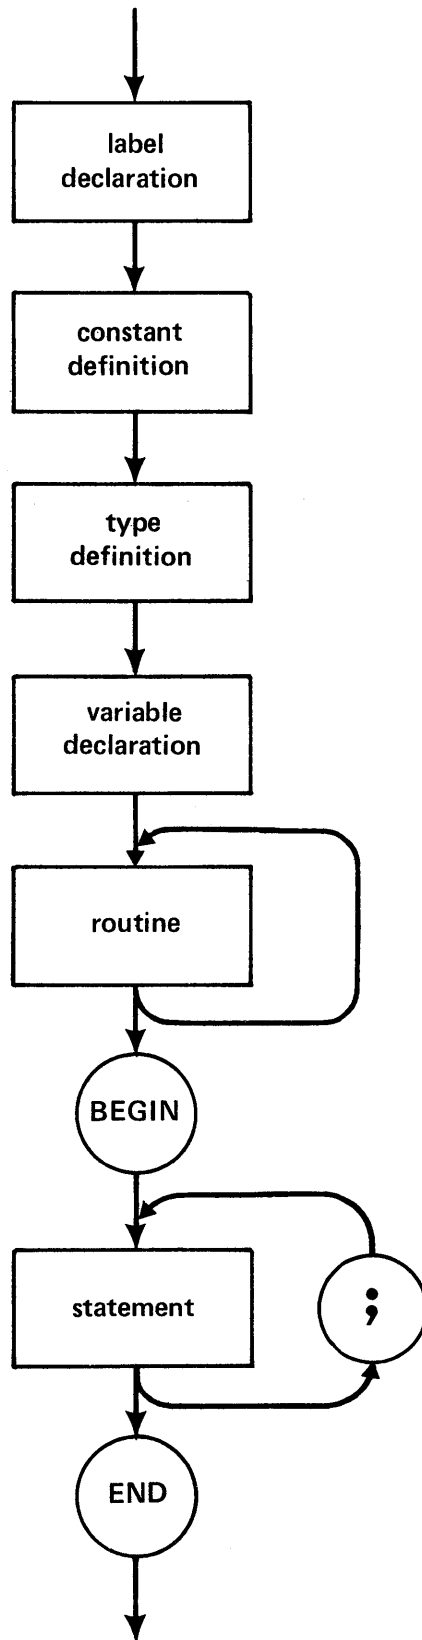 label
declaration
constant
definition
type
definition
variable
declaration
routine
BEGIN
statement
;
END